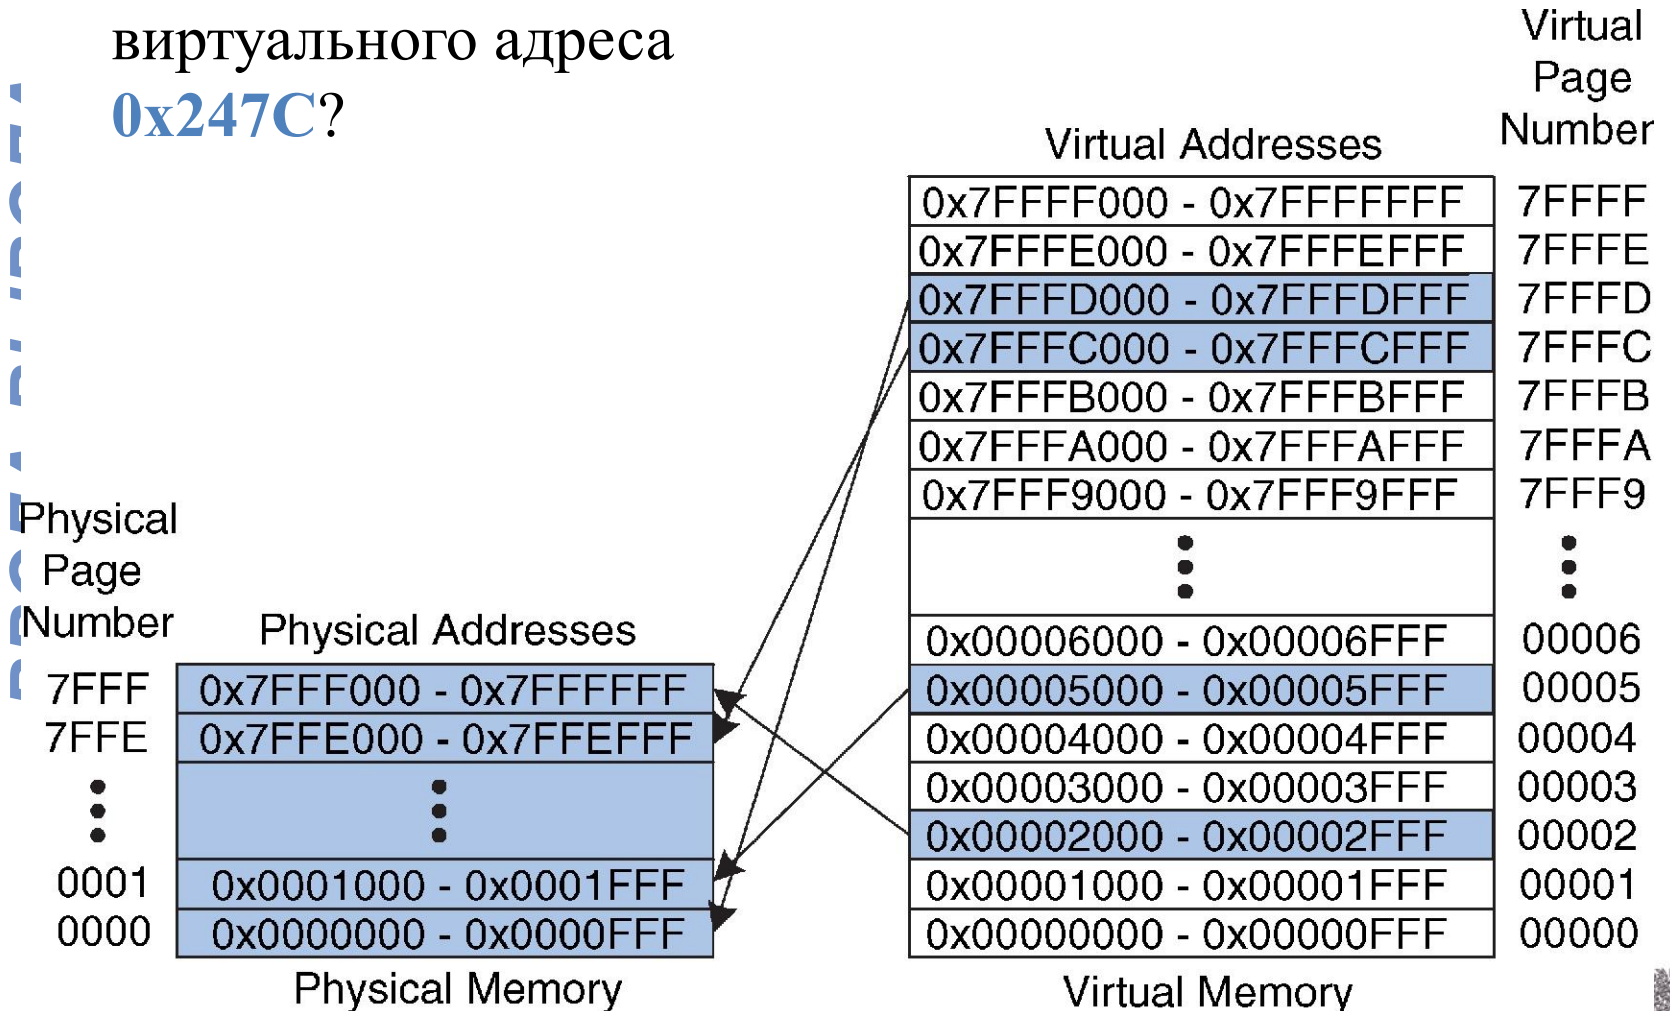 виртуального адреса
0x247C?
Virtual
Page
Number
Virtual Addresses
0x7FFFF000 - 0x7FFFFFFF 7FFFF
0x7FFFE000 - 0x7FFFEFFF 7FFFE
0x7FFFD000 - 0x7FFFDFFF 7FFFD
0x7FFFC000 - 0x7FFFCFFF 7FFFC
0x7FFFB000 - 0x7FFFBFFF 7FFFB
0x7FFFA000 - 0x7FFFAFFF 7FFFA
0x7FFF9000 - 0x7FFF9FFF 7FFF9
0x00006000 - 0x00006FFF 00006
0x00005000 - 0x00005FFF 00005
0x00004000 - 0x00004FFF 00004
0x00003000 - 0x00003FFF 00003
0x00002000 - 0x00002FFF 00002
0x00001000 - 0x00001FFF 00001
0x00000000 - 0x00000FFF 00000
Virtual Memory
Physical
Page
Number
Physical Addresses
7FFF 0x7FFF000 - 0x7FFFFFF
7FFE 0x7FFE000 - 0x7FFEFFF
0001 0x0001000 - 0x0001FFF
0000 0x0000000 - 0x0000FFF
Physical Memory